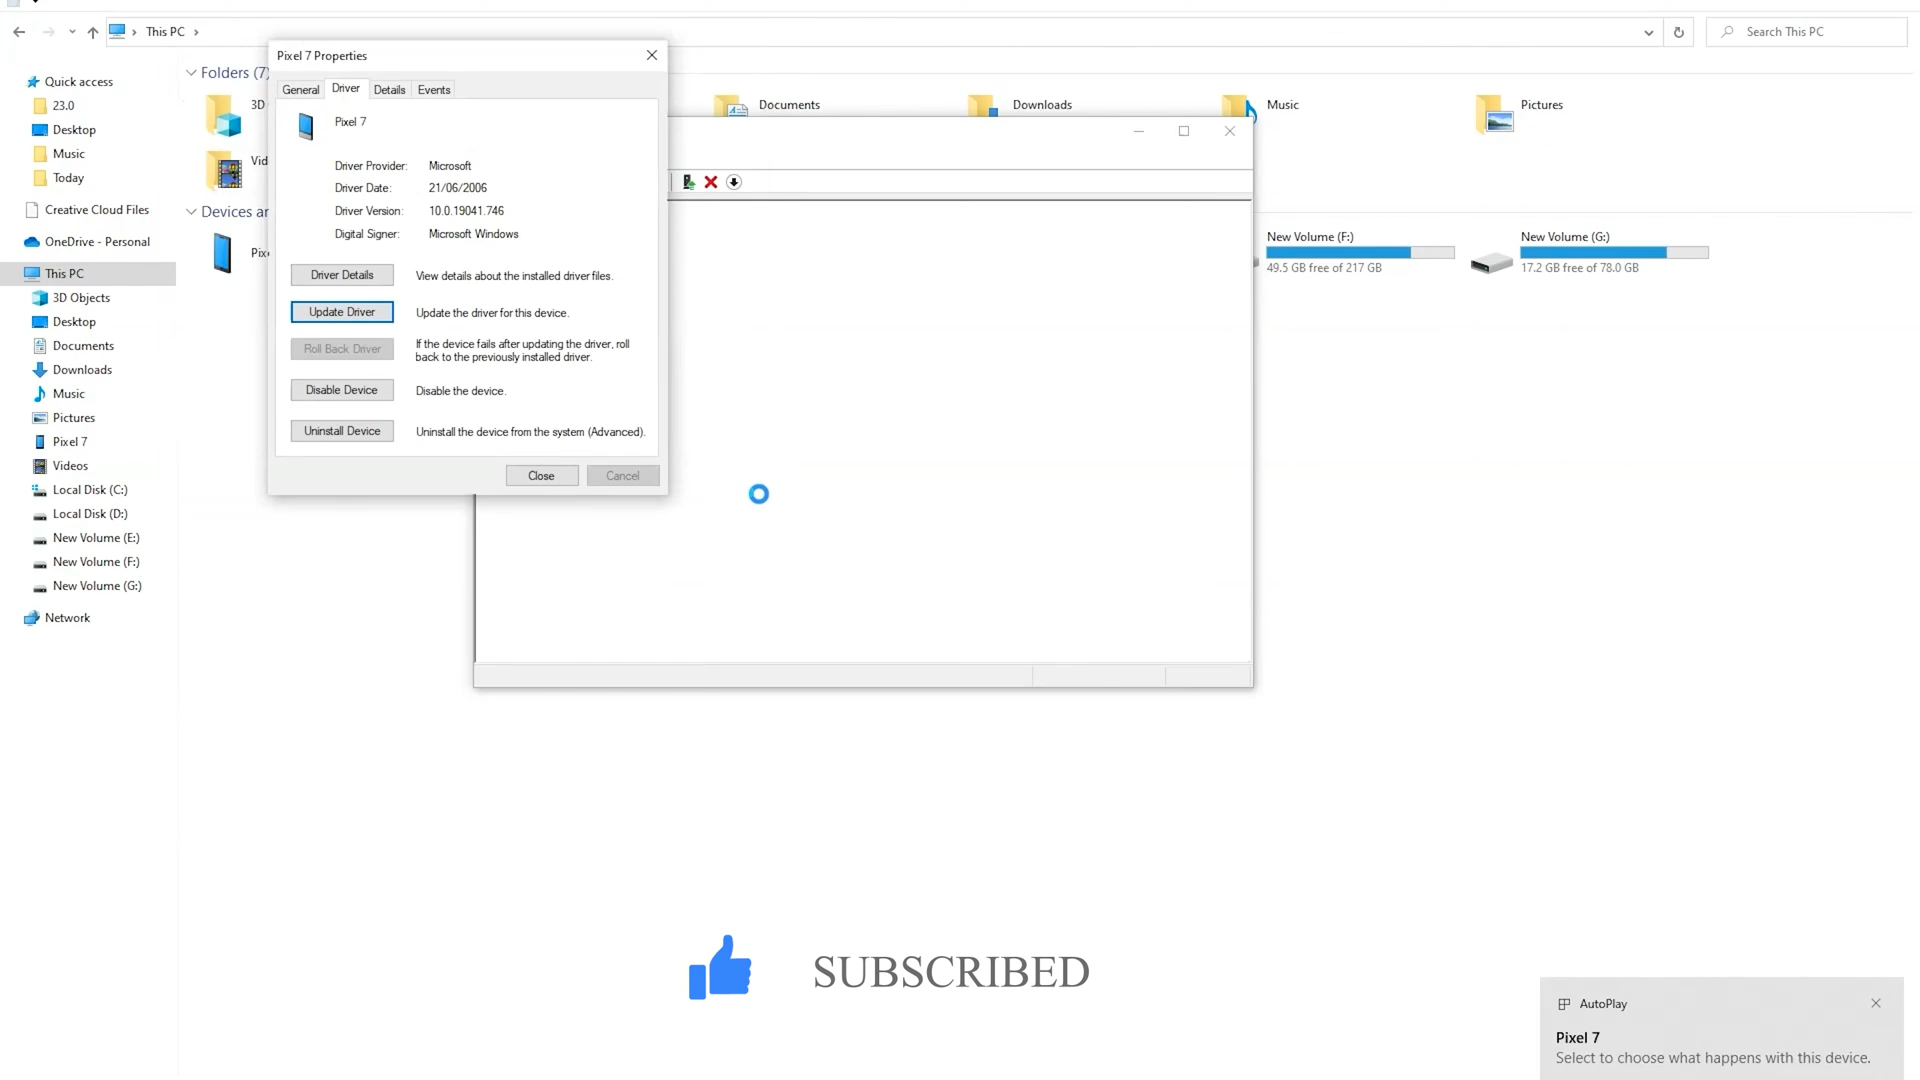 This PC
Search This PC
Quick access
23.0
Desktop
Music
Today
Creative Cloud Files
OneDrive - Personal
This PC
3D Objects
Desktop
Documents
Downloads
Music
Pictures
Pixel 7
Videos
Local Disk (C:)
Local Disk (D:)
New Volume (E:)
New Volume (F:)
New Volume (G:)
Network
Folders (7)
3D
Documents
Downloads
Music
Pictures
Vid
Devices ar
Pixe
New Volume (F:)
49.5 GB free of 217 GB
New Volume (G:)
17.2 GB free of 78.0 GB
Pixel 7 Properties
General Driver Details Events
Pixel 7
Driver Provider: Microsoft
Driver Date: 21/06/2006
Driver Version: 10.0.19041.746
Digital Signer: Microsoft Windows
Driver Details View details about the installed driver files.
Update Driver Update the driver for this device.
Roll Back Driver If the device fails after updating the driver, roll
back to the previously installed driver.
Disable Device Disable the device.
Uninstall Device Uninstall the device from the system (Advanced).
Close Cancel
SUBSCRIBED
AutoPlay
Pixel 7
Select to choose what happens with this device.